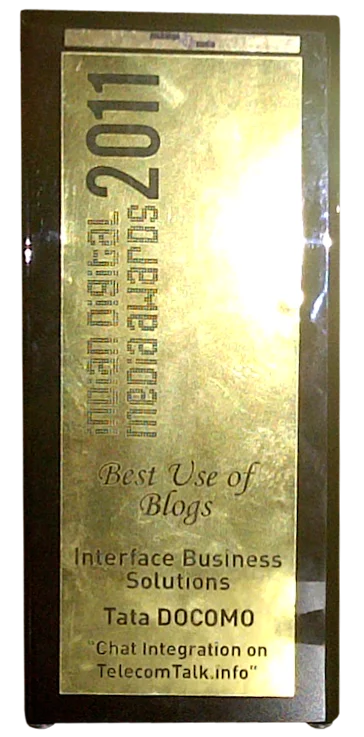 indian digital
media awards 2011
Best Use of
Blogs
Interface Business
Solutions
Tata DOCOMO
"Chat Integration on
TelecomTalk.info"